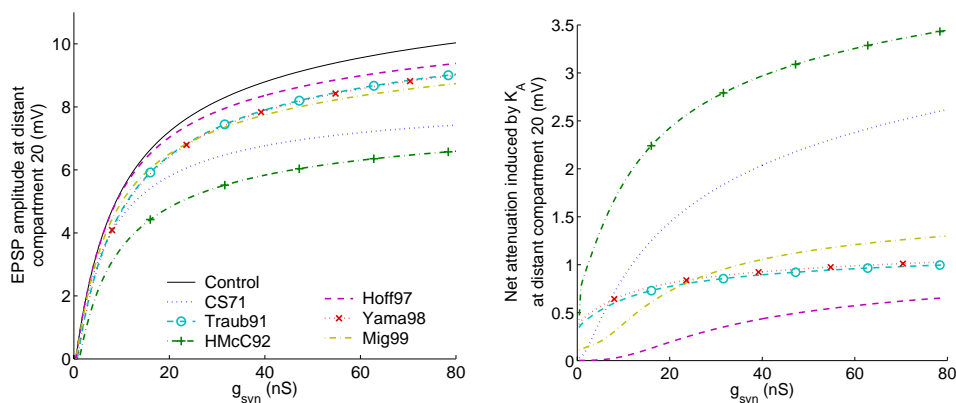 EPSP amplitude at distant
compartment 20 (mV)
10
8
6
4
2
0
0
20
40
60
80
g_syn (nS)
Control
CS71
Traub91
HMcC92
Hoff97
Yama98
Mig99
Net attenuation induced by K_A
at distant compartment 20 (mV)
3.5
3
2.5
2
1.5
1
0.5
0
0
20
40
60
80
g_syn (nS)